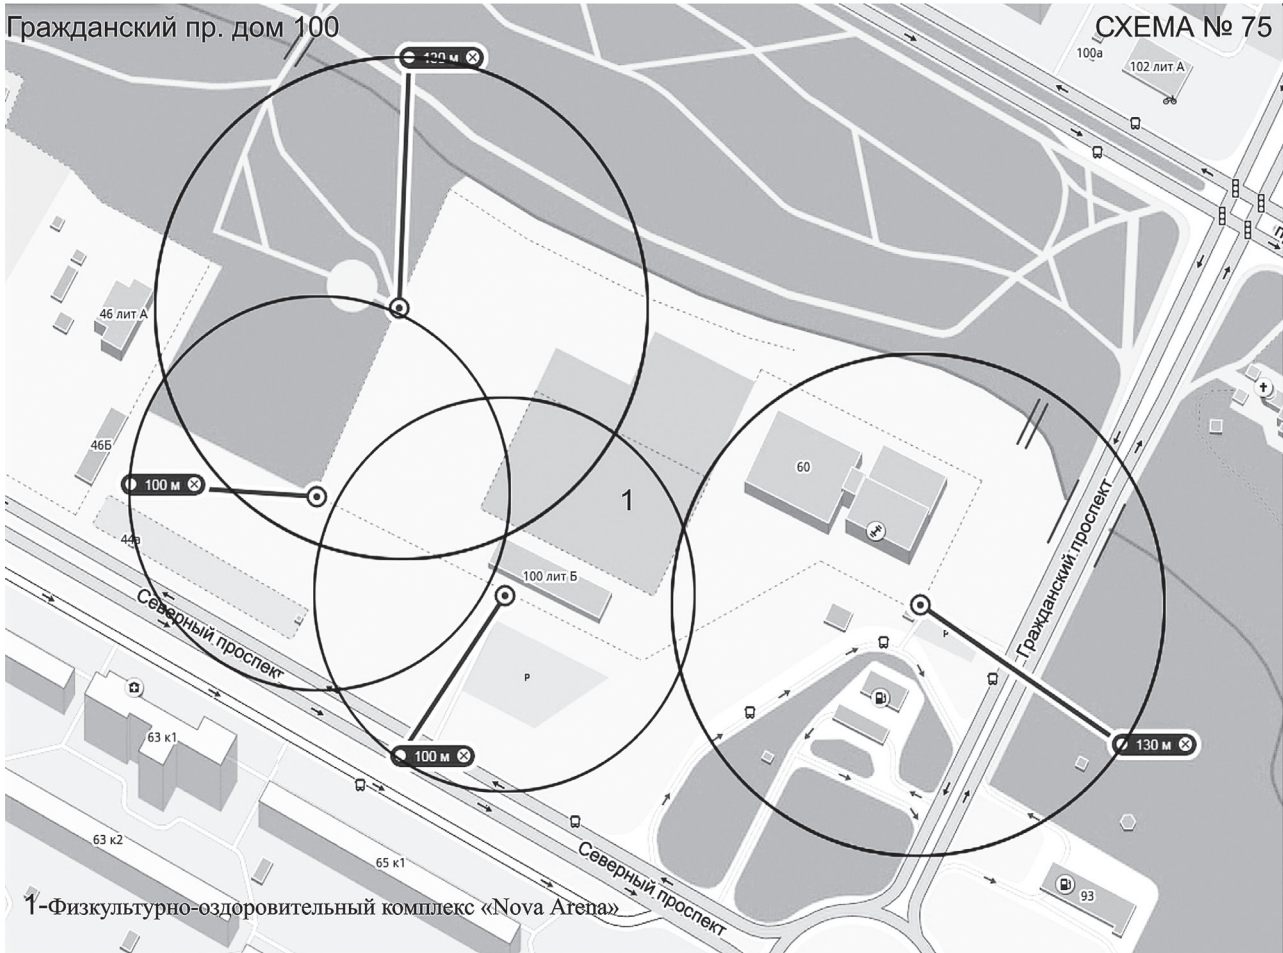 Гражданский пр. дом 100
СХЕМА № 75
130 м
100а
102 лит А
46 лит А
46Б
60
100 м
1
44а
100 лит Б
Гражданский проспект
Северный проспект
P
P
100 м
130 м
63 к1
63 к2
65 к1
Северный проспект
93
1-Физкультурно-оздоровительный комплекс «Nova Arena»